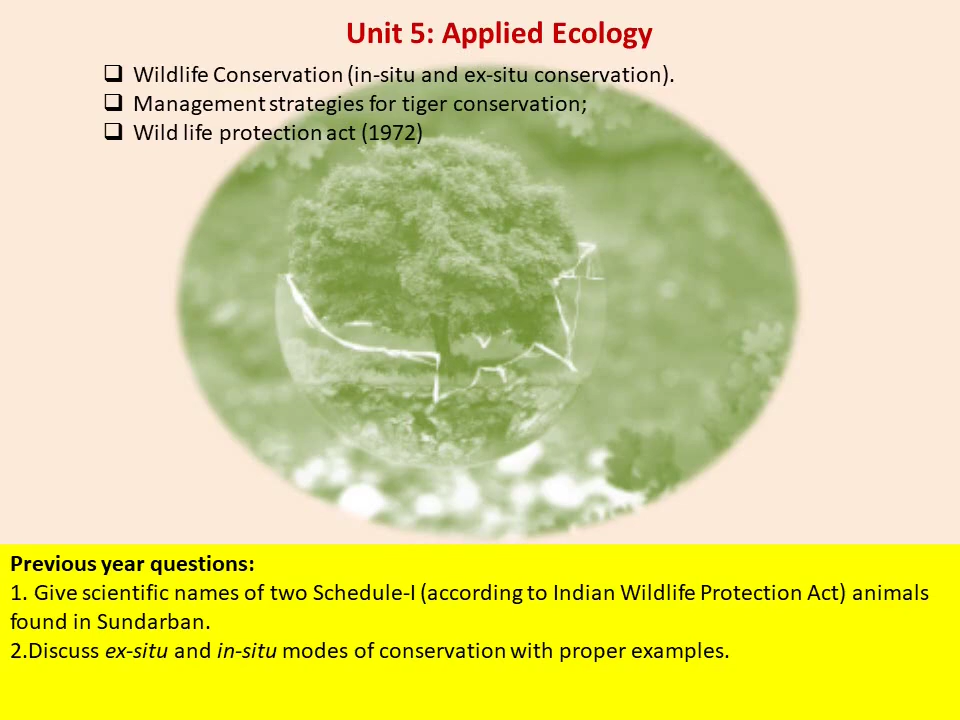 Unit 5: Applied Ecology
❑ Wildlife Conservation (in-situ and ex-situ conservation).
❑ Management strategies for tiger conservation;
❑ Wild life protection act (1972)
Previous year questions:
1. Give scientific names of two Schedule-I (according to Indian Wildlife Protection Act) animals
found in Sundarban.
2.Discuss ex-situ and in-situ modes of conservation with proper examples.